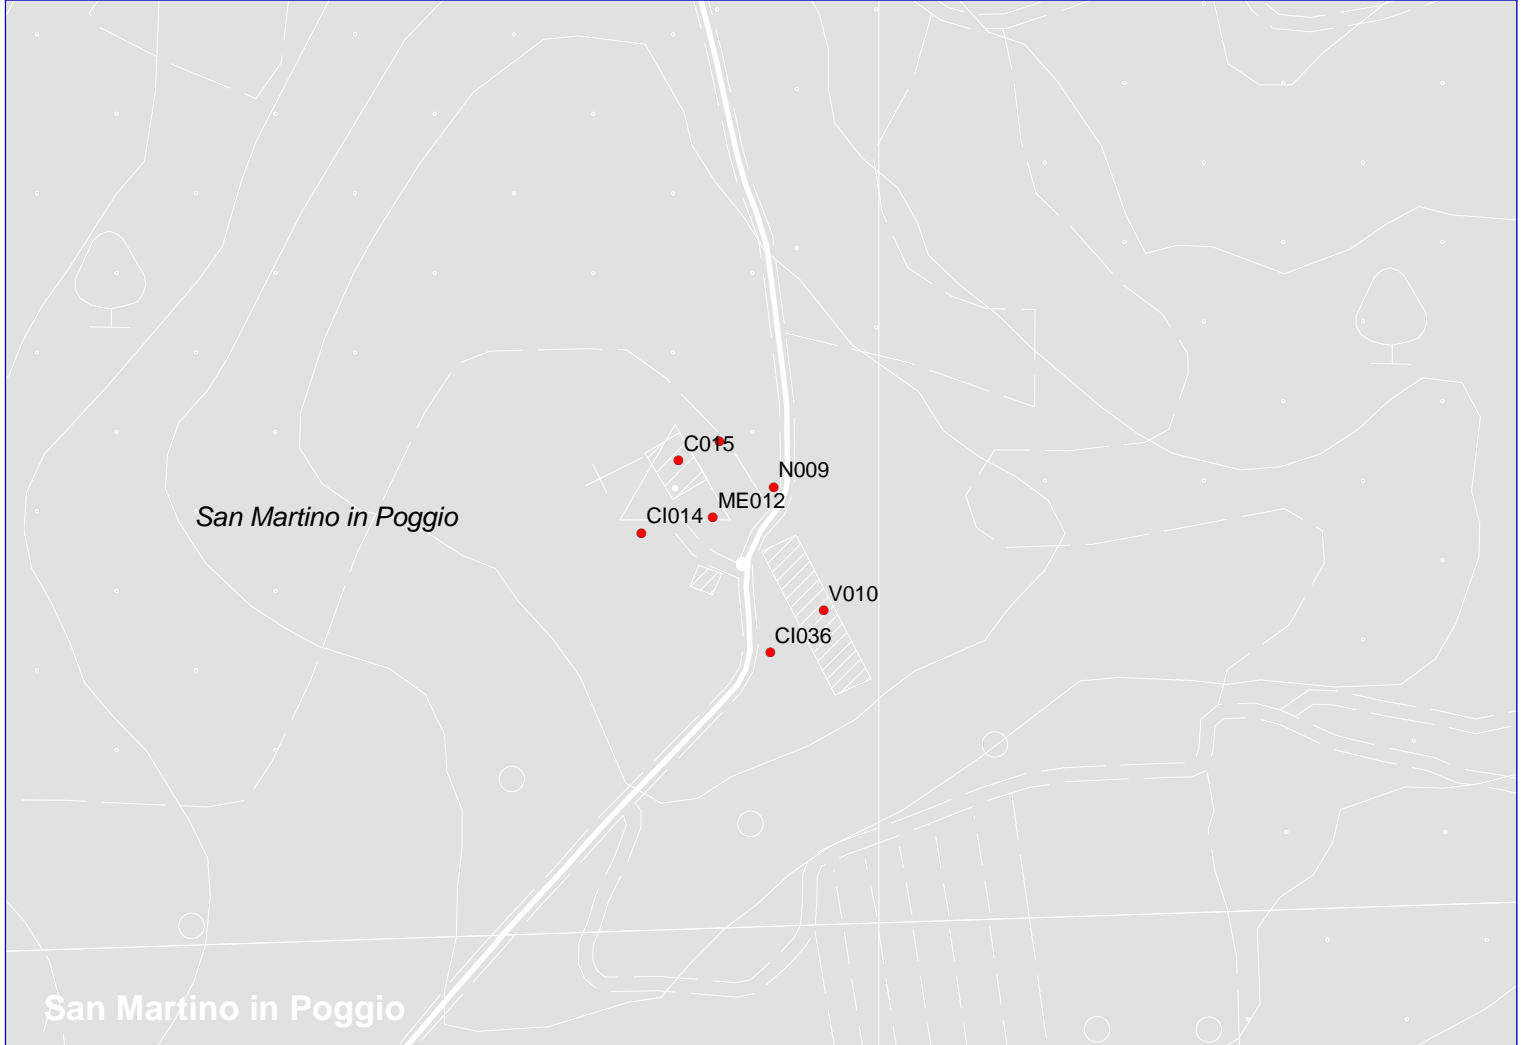 C015
N009
ME012
San Martino in Poggio
CI014
V010
CI036
San Martino in Poggio